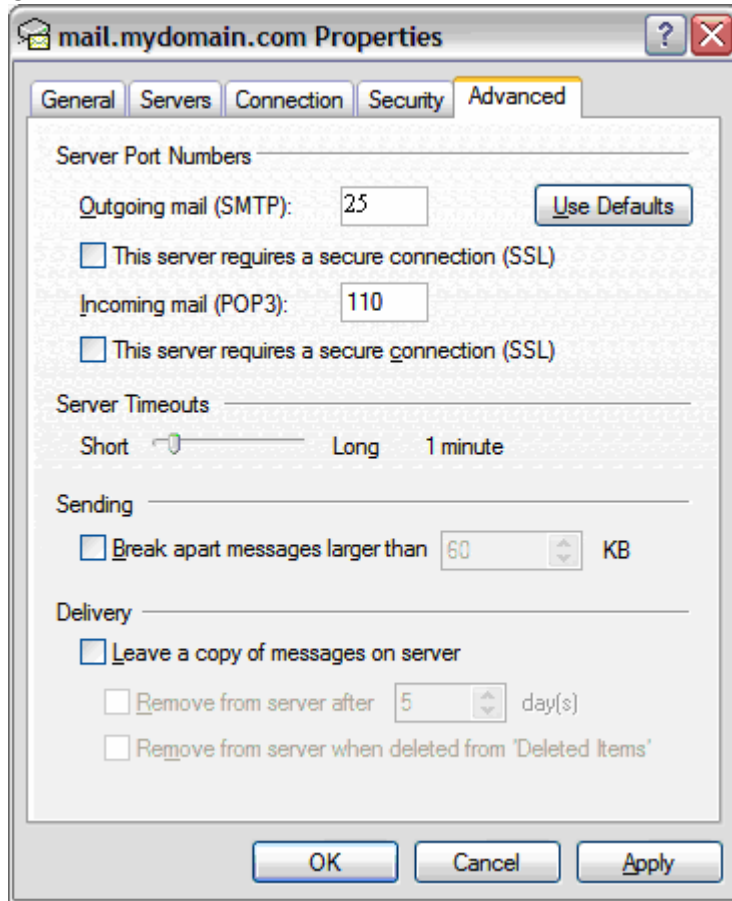 mail.mydomain.com Properties
General Servers Connection Security Advanced
Server Port Numbers
Outgoing mail (SMTP): 25 Use Defaults
This server requires a secure connection (SSL)
Incoming mail (POP3): 110
This server requires a secure connection (SSL)
Server Timeouts
Short Long 1 minute
Sending
Break apart messages larger than 60 KB
Delivery
Leave a copy of messages on server
Remove from server after 5 day(s)
Remove from server when deleted from 'Deleted Items'
OK Cancel Apply